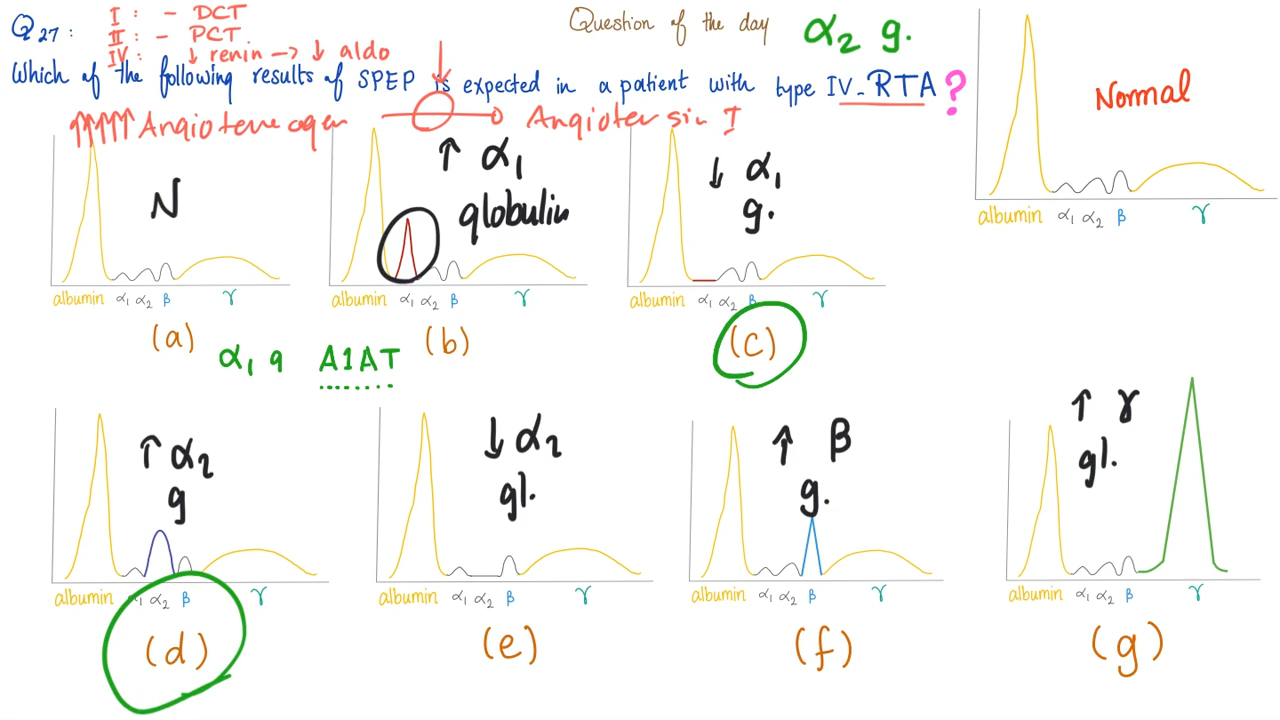 Q27: I : - DCT
II : - PCT
IV : ↓ renin → ↓ aldo
Question of the day
α2 g.
Which of the following results of SPEP is expected in a patient with type IV-RTA ?
↑↑↑↑↑ Angiotenogen → Angiotensin I
Normal
albumin α1 α2 β γ
N
albumin α1 α2 β γ
(a)
↑ α1
globulin
albumin α1 α2 β γ
(b)
↓ α1
g.
albumin α1 α2 β γ
(c)
α1 g A1AT
↑ α2
g
albumin α1 α2 β γ
(d)
↓ α2
gl.
albumin α1 α2 β γ
(e)
↑ β
g.
albumin α1 α2 β γ
(f)
↑ γ
gl.
albumin α1 α2 β γ
(g)